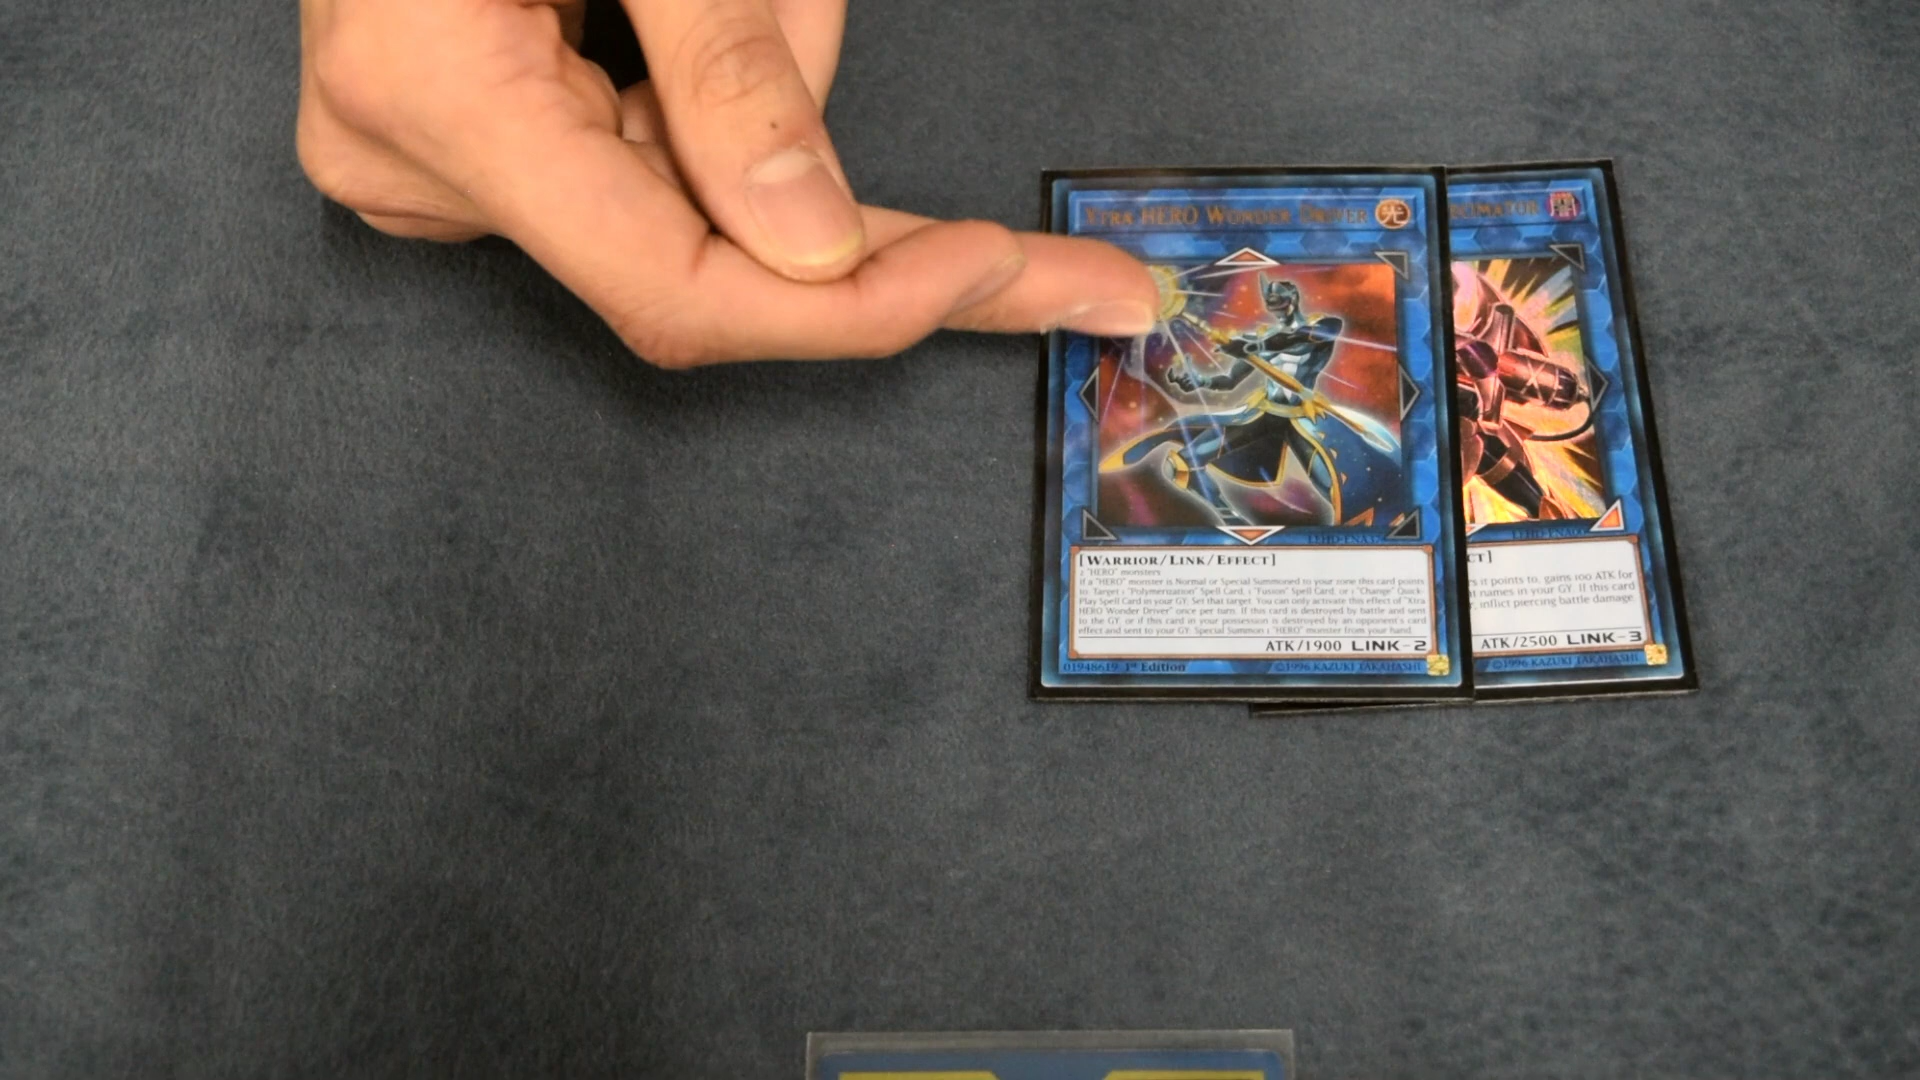 Xtra HERO Wonder Driver
光
LEHD-ENA37
[Warrior/Link/Effect]
2 "HERO" monsters
If a "HERO" monster is Normal or Special Summoned to your zone this card points
to: Target 1 "Polymerization" Spell Card, 1 "Fusion" Spell Card, or 1 "Change" Quick-
Play Spell Card in your GY; Set that target. You can only activate this effect of "Xtra
HERO Wonder Driver" once per turn. If this card is destroyed by battle and sent
to the GY, or if this card in your possession is destroyed by an opponent's card
effect and sent to your GY: Special Summon 1 "HERO" monster from your hand.
ATK/1900 LINK-2
01948619 1st Edition
©1996 KAZUKI TAKAHASHI
ecimator
闇
ct]
rs it points to, gains 100 ATK for
t names in your GY. If this card
r, inflict piercing battle damage.
ATK/2500 LINK-3
©1996 KAZUKI TAKAHASHI